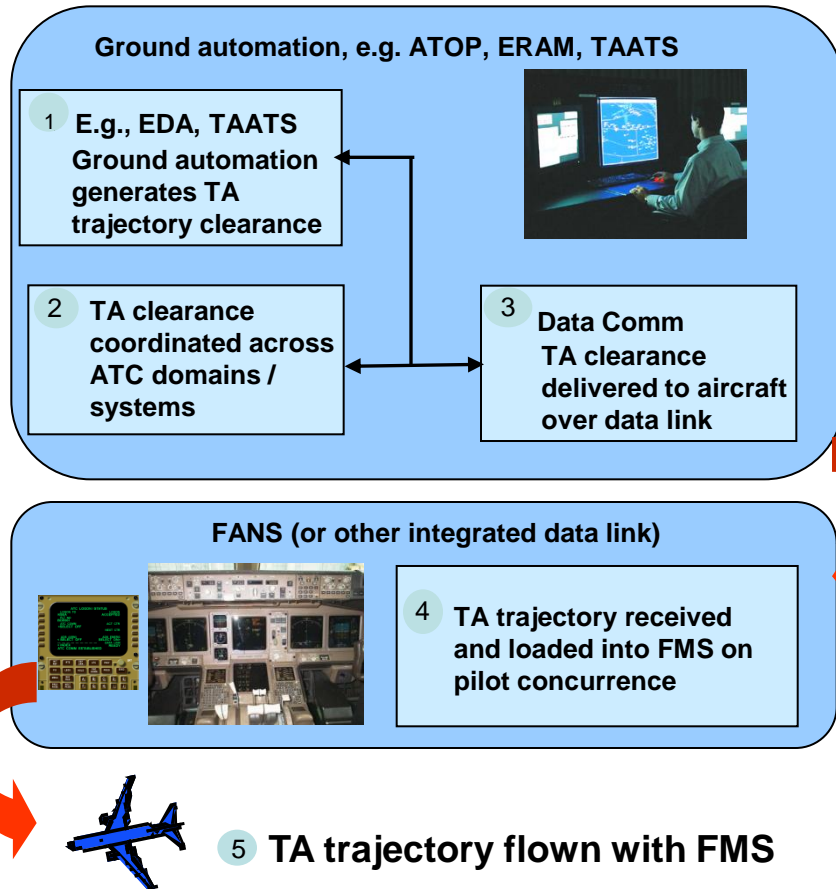 Ground automation, e.g. ATOP, ERAM, TAATS
1
E.g., EDA, TAATS
Ground automation
generates TA
trajectory clearance
2
TA clearance
coordinated across
ATC domains /
systems
3
Data Comm
TA clearance
delivered to aircraft
over data link
FANS (or other integrated data link)
4
TA trajectory received
and loaded into FMS on
pilot concurrence
5 TA trajectory flown with FMS